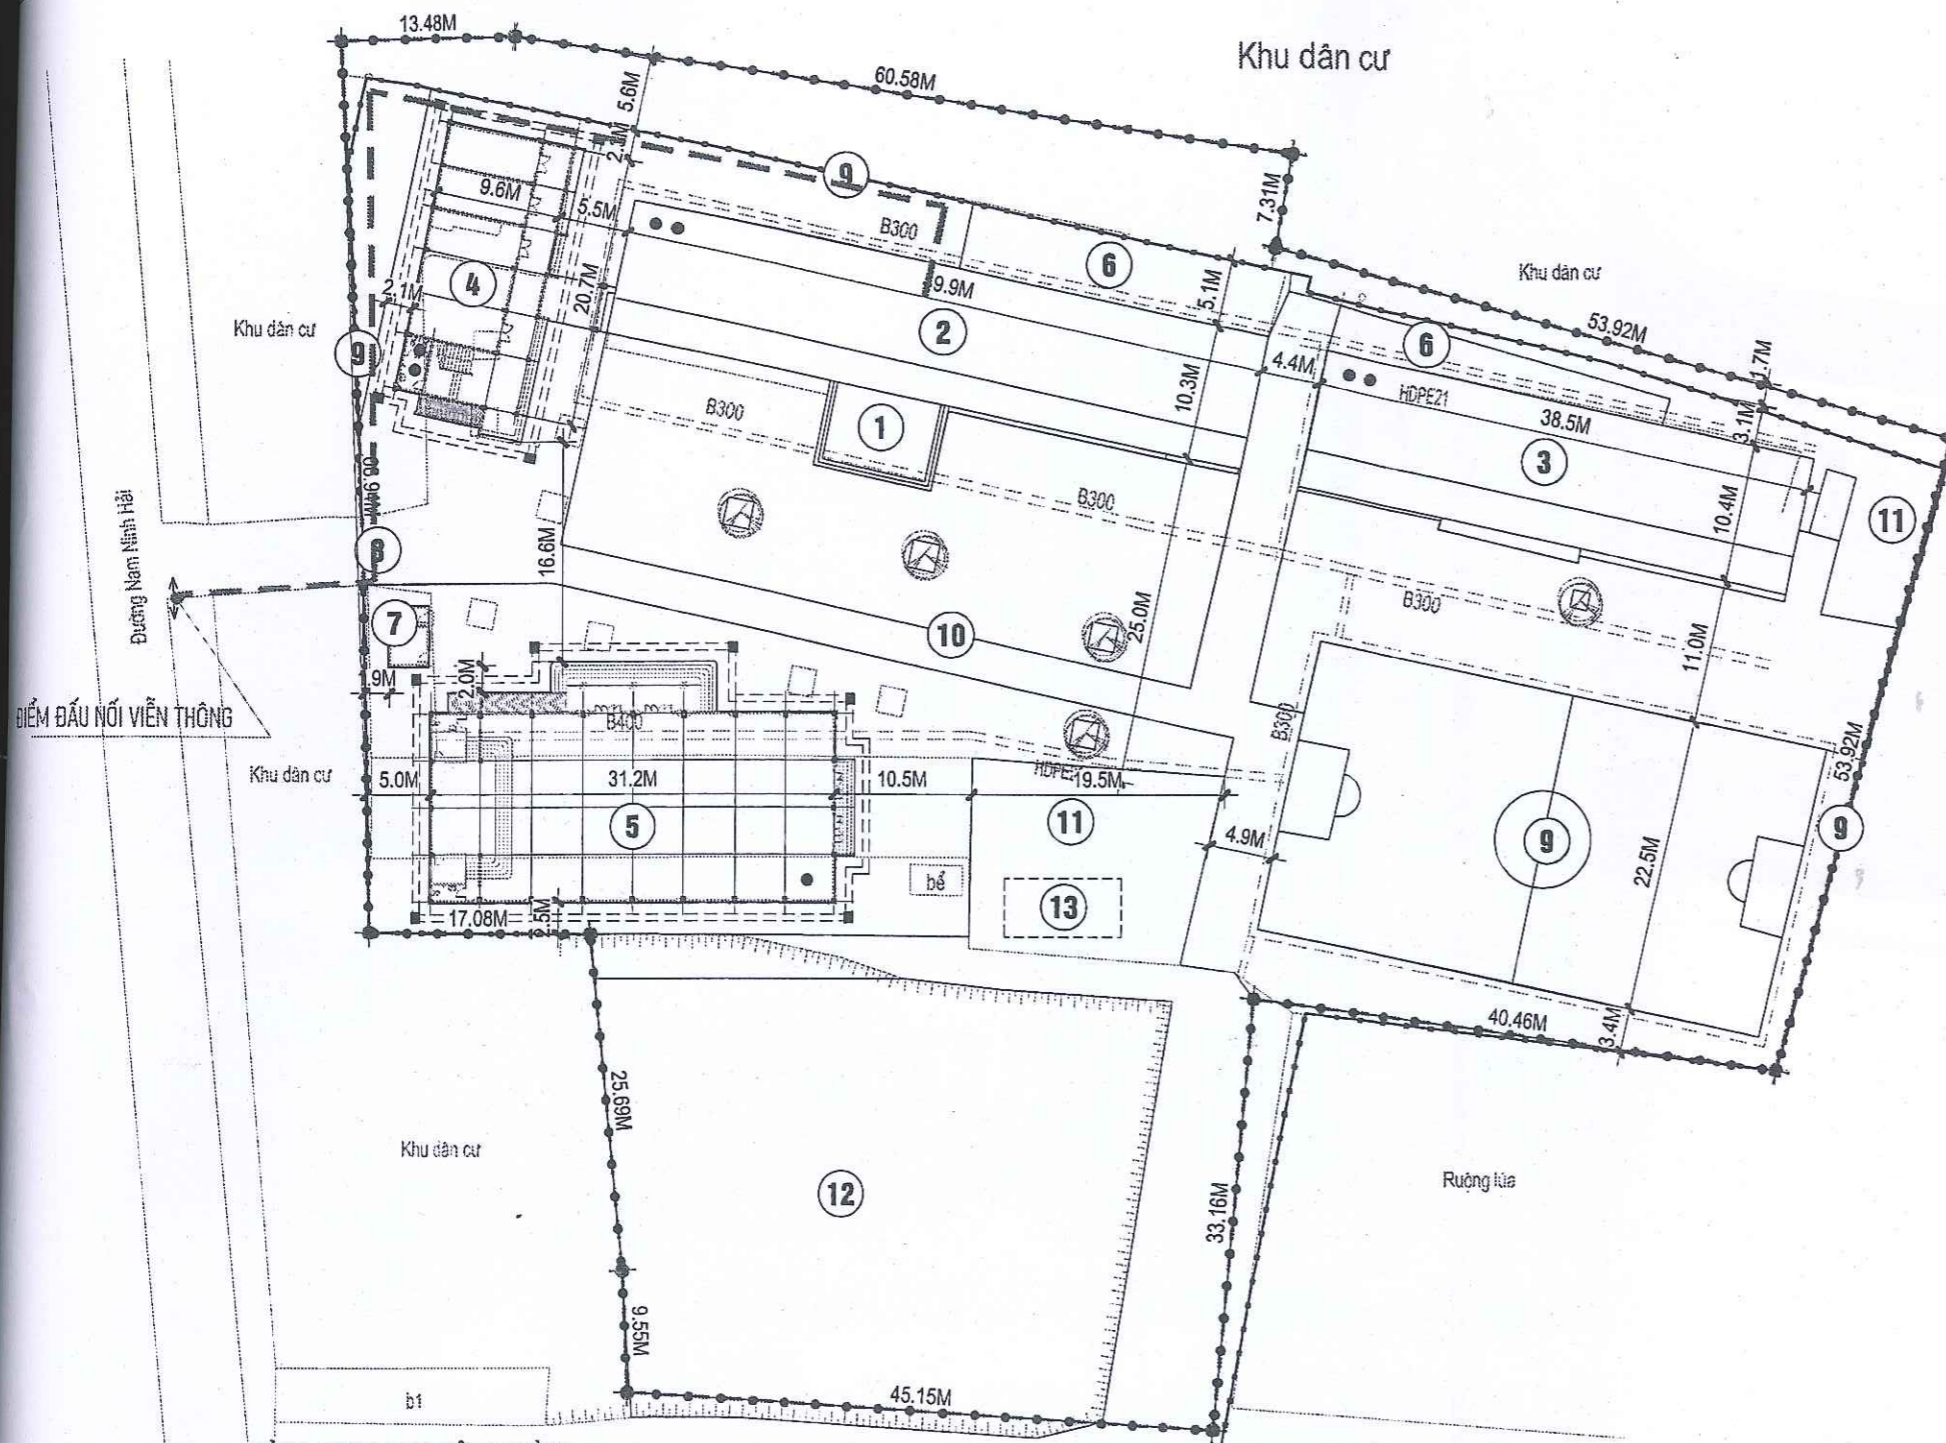 13.48M
Khu dân cư
60.58M
5.6M
9
7.31M
9.6M
5.5M
B300
6
Khu dân cư
4
2.1M
20.7M
9.9M
5.1M
Khu dân cư
2
53.92M
6
9
4.4M
1.7M
HDPE21
10.3M
38.5M
3.1M
B300
1
3
B300
10.4M
11
Đường Nam Ninh Hải
8
16.6M
B300
7
10
25.0M
11.0M
.9M
2.0M
ĐIỂM ĐẤU NỐI VIỄN THÔNG
B400
B300
53.92M
Khu dân cư
5.0M
31.2M
10.5M
19.5M
5
11
4.9M
9
9
22.5M
bể
13
17.08M
2.5M
40.46M
3.4M
25.69M
Khu dân cư
12
Ruộng lúa
33.16M
9.55M
45.15M
b1